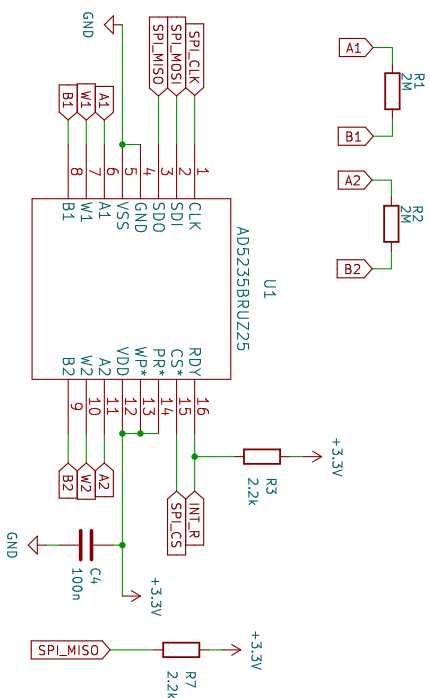 GND
SPI_MISO
SPI_MOSI
SPI_CLK
A1
B1
R1
2M
A2
B2
R2
2M
B1
W1
A1
8
7
6
5
4
3
2
1
B1
W1
A1
VSS
GND
SDO
SDI
CLK
U1
AD5235BRUZ25
B2
W2
A2
VDD
WP*
PR*
CS*
RDY
9
10
11
12
13
14
15
16
B2
W2
A2
SPI_CS
INT_R
R3
2.2k
+3.3V
GND
C4
100n
+3.3V
SPI_MISO
R7
2.2k
+3.3V